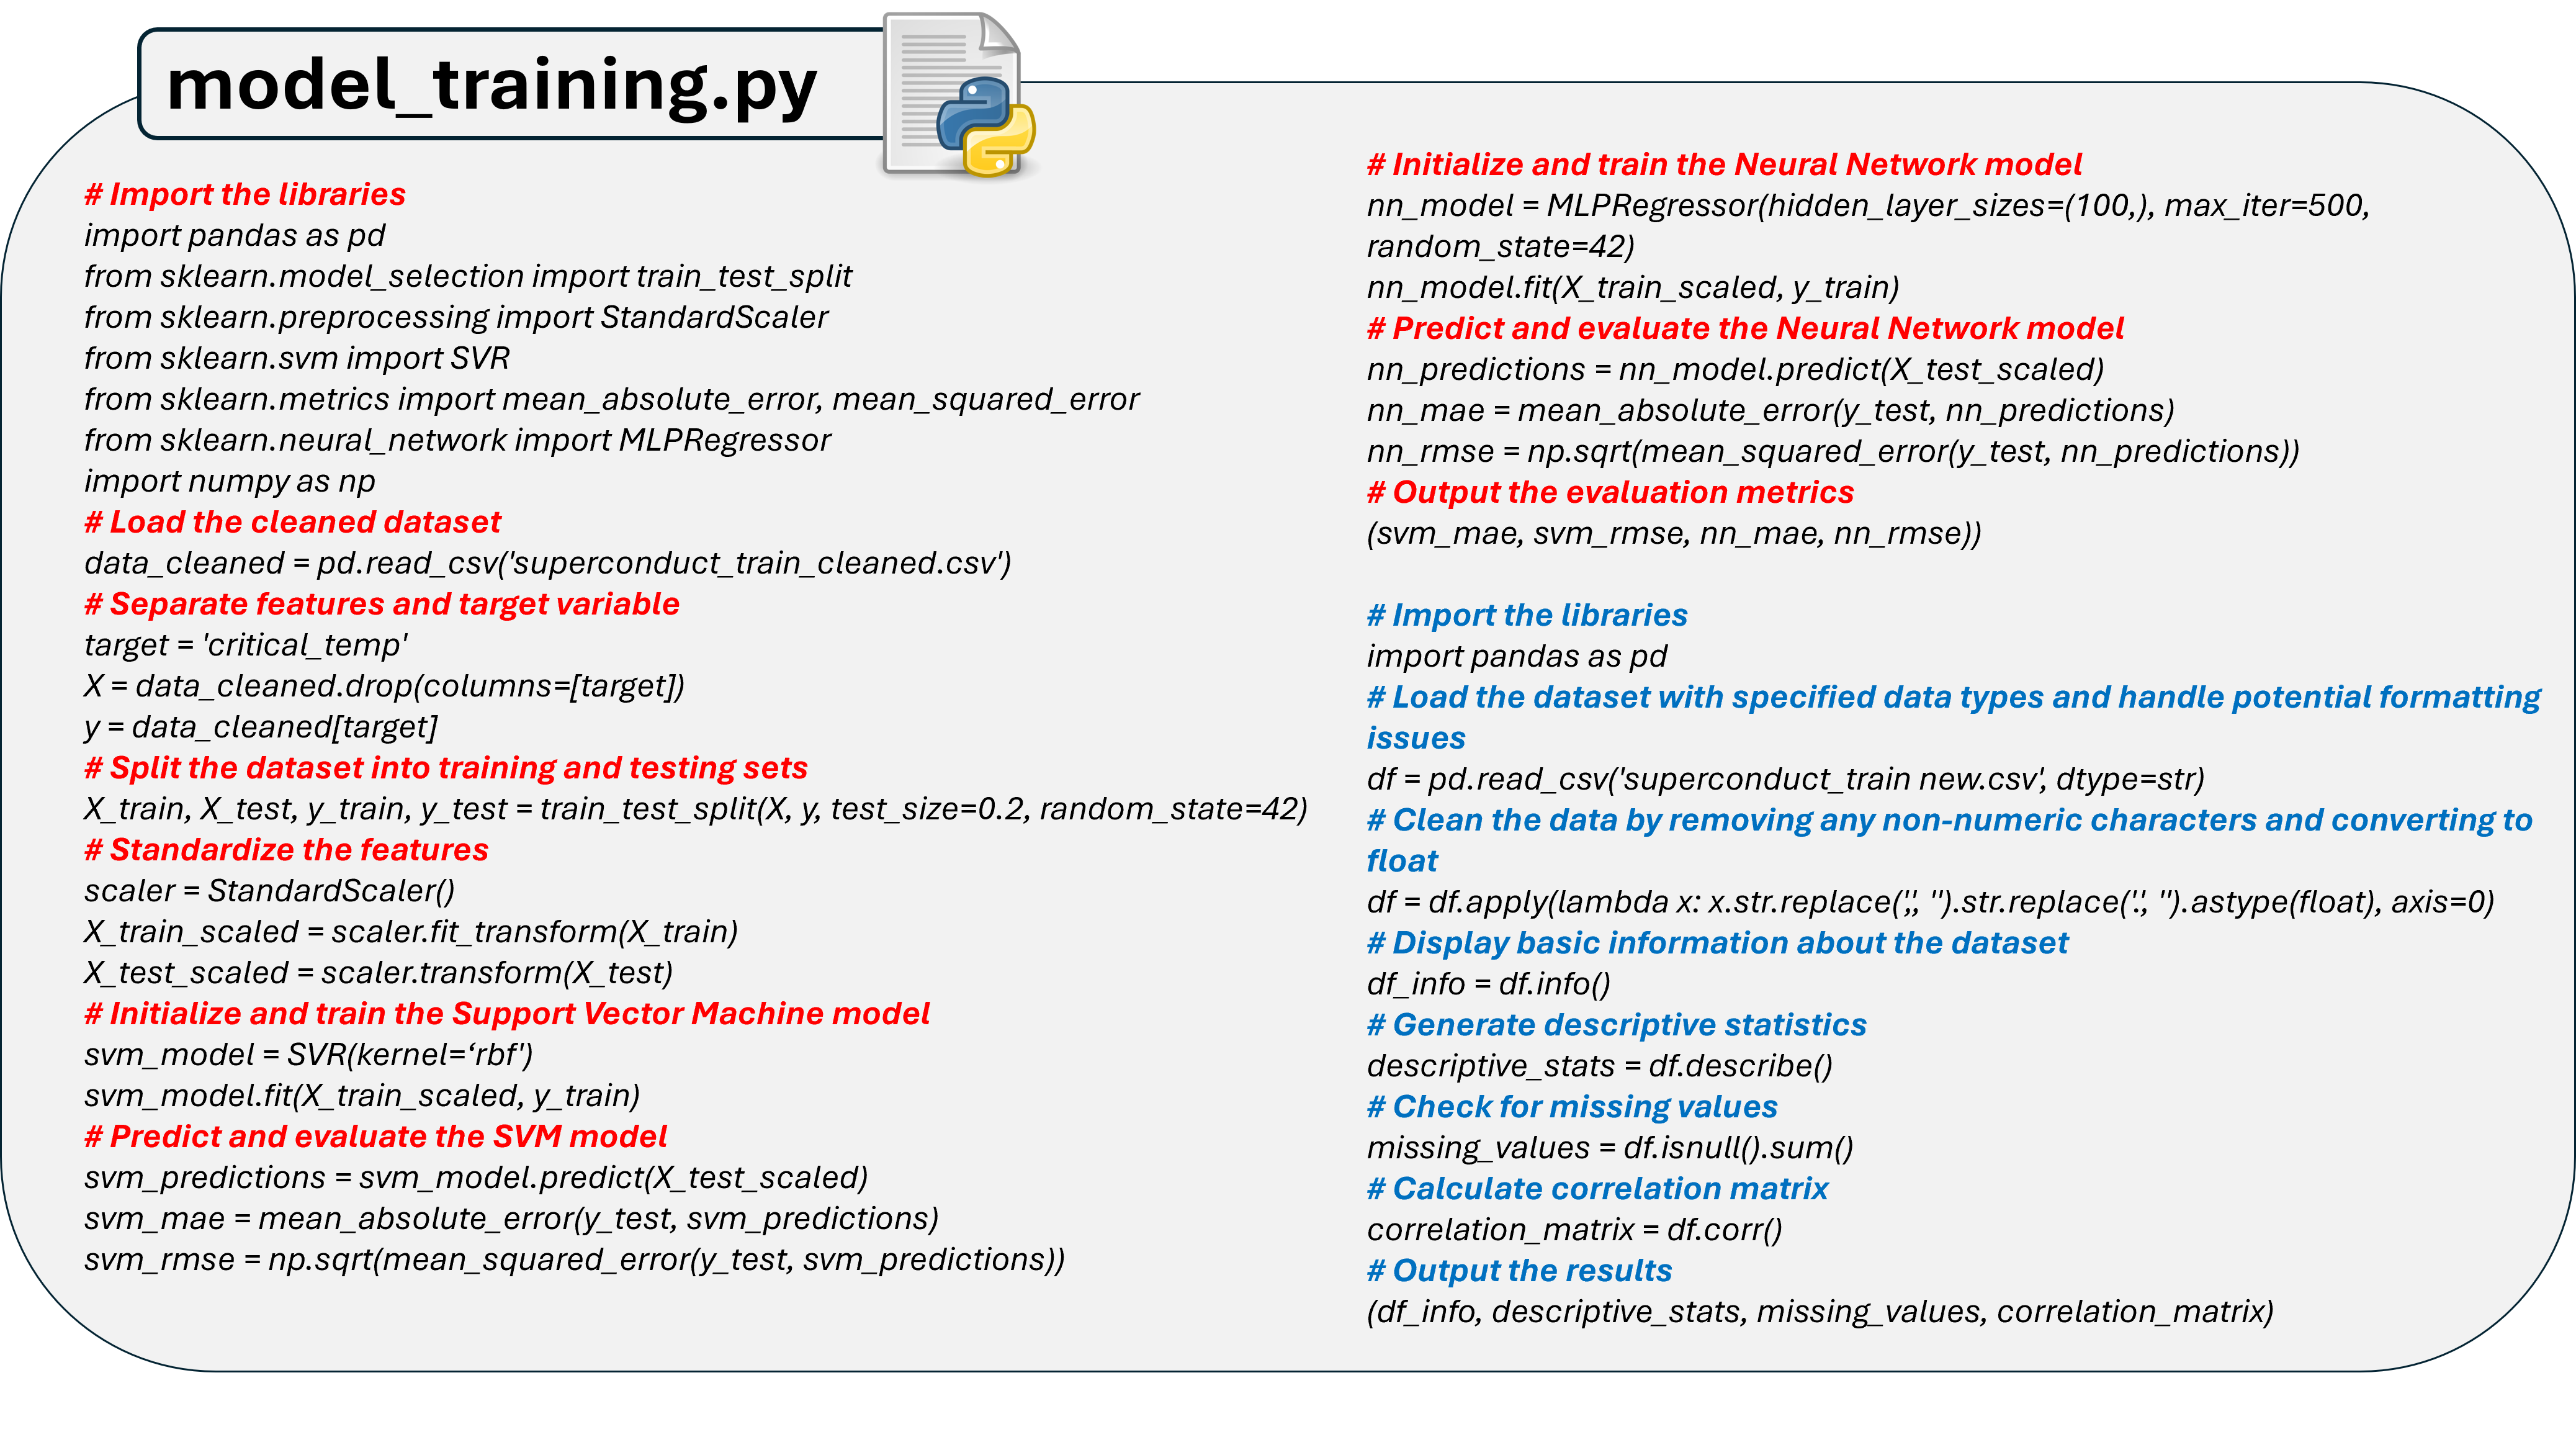 model_training.py
# Import the libraries
import pandas as pd
from sklearn.model_selection import train_test_split
from sklearn.preprocessing import StandardScaler
from sklearn.svm import SVR
from sklearn.metrics import mean_absolute_error, mean_squared_error
from sklearn.neural_network import MLPRegressor
import numpy as np
# Load the cleaned dataset
data_cleaned = pd.read_csv('superconduct_train_cleaned.csv')
# Separate features and target variable
target = 'critical_temp'
X = data_cleaned.drop(columns=[target])
y = data_cleaned[target]
# Split the dataset into training and testing sets
X_train, X_test, y_train, y_test = train_test_split(X, y, test_size=0.2, random_state=42)
# Standardize the features
scaler = StandardScaler()
X_train_scaled = scaler.fit_transform(X_train)
X_test_scaled = scaler.transform(X_test)
# Initialize and train the Support Vector Machine model
svm_model = SVR(kernel=‘rbf')
svm_model.fit(X_train_scaled, y_train)
# Predict and evaluate the SVM model
svm_predictions = svm_model.predict(X_test_scaled)
svm_mae = mean_absolute_error(y_test, svm_predictions)
svm_rmse = np.sqrt(mean_squared_error(y_test, svm_predictions))
# Initialize and train the Neural Network model
nn_model = MLPRegressor(hidden_layer_sizes=(100,), max_iter=500,
random_state=42)
nn_model.fit(X_train_scaled, y_train)
# Predict and evaluate the Neural Network model
nn_predictions = nn_model.predict(X_test_scaled)
nn_mae = mean_absolute_error(y_test, nn_predictions)
nn_rmse = np.sqrt(mean_squared_error(y_test, nn_predictions))
# Output the evaluation metrics
(svm_mae, svm_rmse, nn_mae, nn_rmse))
# Import the libraries
import pandas as pd
# Load the dataset with specified data types and handle potential formatting
issues
df = pd.read_csv('superconduct_train new.csv', dtype=str)
# Clean the data by removing any non-numeric characters and converting to
float
df = df.apply(lambda x: x.str.replace(',', '').str.replace('.', '').astype(float), axis=0)
# Display basic information about the dataset
df_info = df.info()
# Generate descriptive statistics
descriptive_stats = df.describe()
# Check for missing values
missing_values = df.isnull().sum()
# Calculate correlation matrix
correlation_matrix = df.corr()
# Output the results
(df_info, descriptive_stats, missing_values, correlation_matrix)